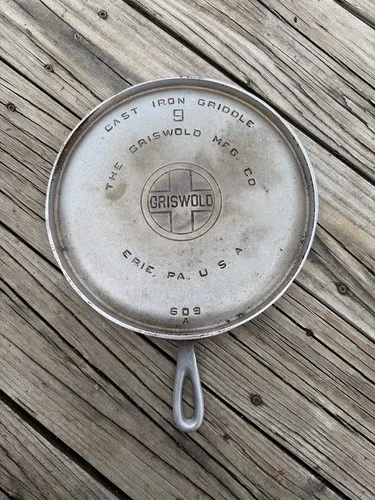 CAST IRON GRIDDLE
9
THE GRISWOLD MFG. CO
GRISWOLD
ERIE, PA. U. S. A
609
A